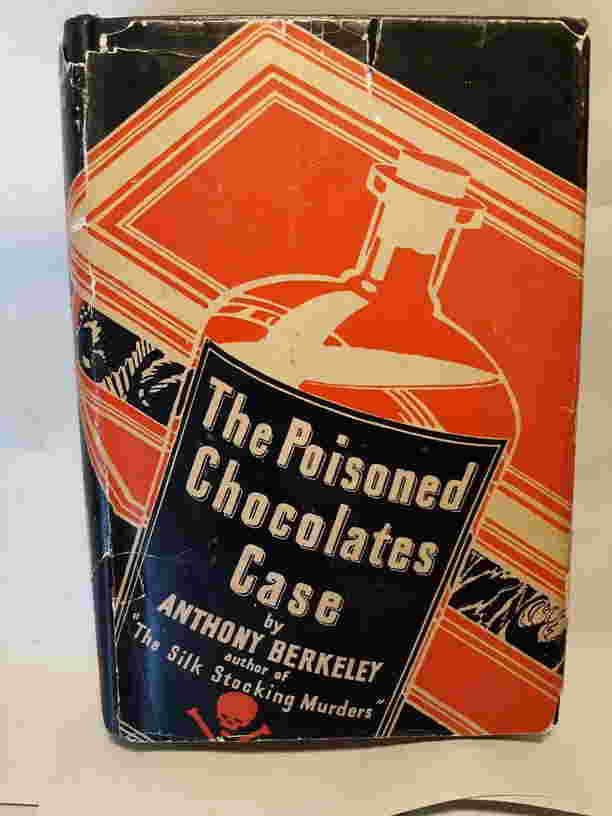 The Poisoned
Chocolates
Case
by
ANTHONY BERKELEY
author of
"The Silk Stocking Murders"